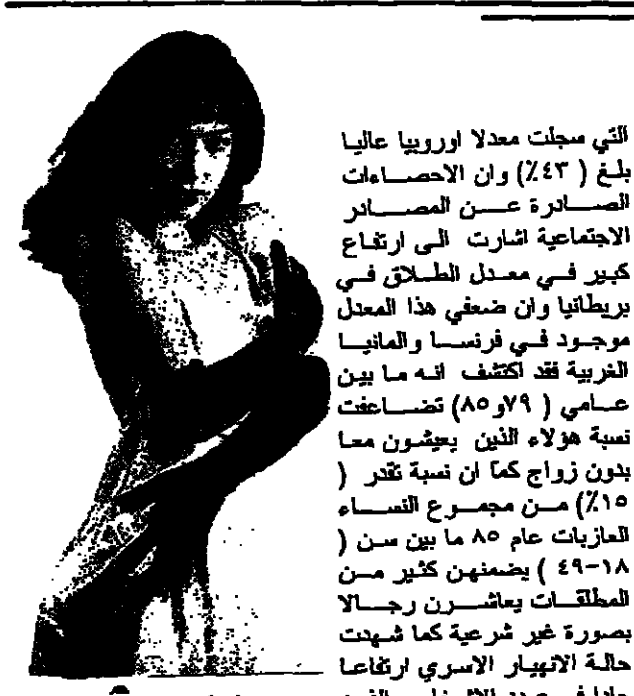 التي سجلت معدلا اوروبيا عاليا
بلغ ( ٤٣٪) وان الاحصاءات
الصادرة عن المصادر
الاجتماعية اشارت الى ارتفاع
كبير في معدل الطلاق في
بريطانيا وان ضعفي هذا المعدل
موجود في فرنسا والمانيا
الغربية فقد اكتشف انه ما بين
عامي ( ٧٩و٨٥) تضاعفت
نسبة هؤلاء الذين يعيشون معا
بدون زواج كما ان نسبة تقدر (
١٥٪) من مجموع النساء
العازبات عام ٨٥ ما بين سن (
١٨-٤٩ ) بضمنهن كثير من
المطلقات يعاشرن رجالا
بصورة غير شرعية كما شهدت
حالة الانهيار الاسري ارتفاعا